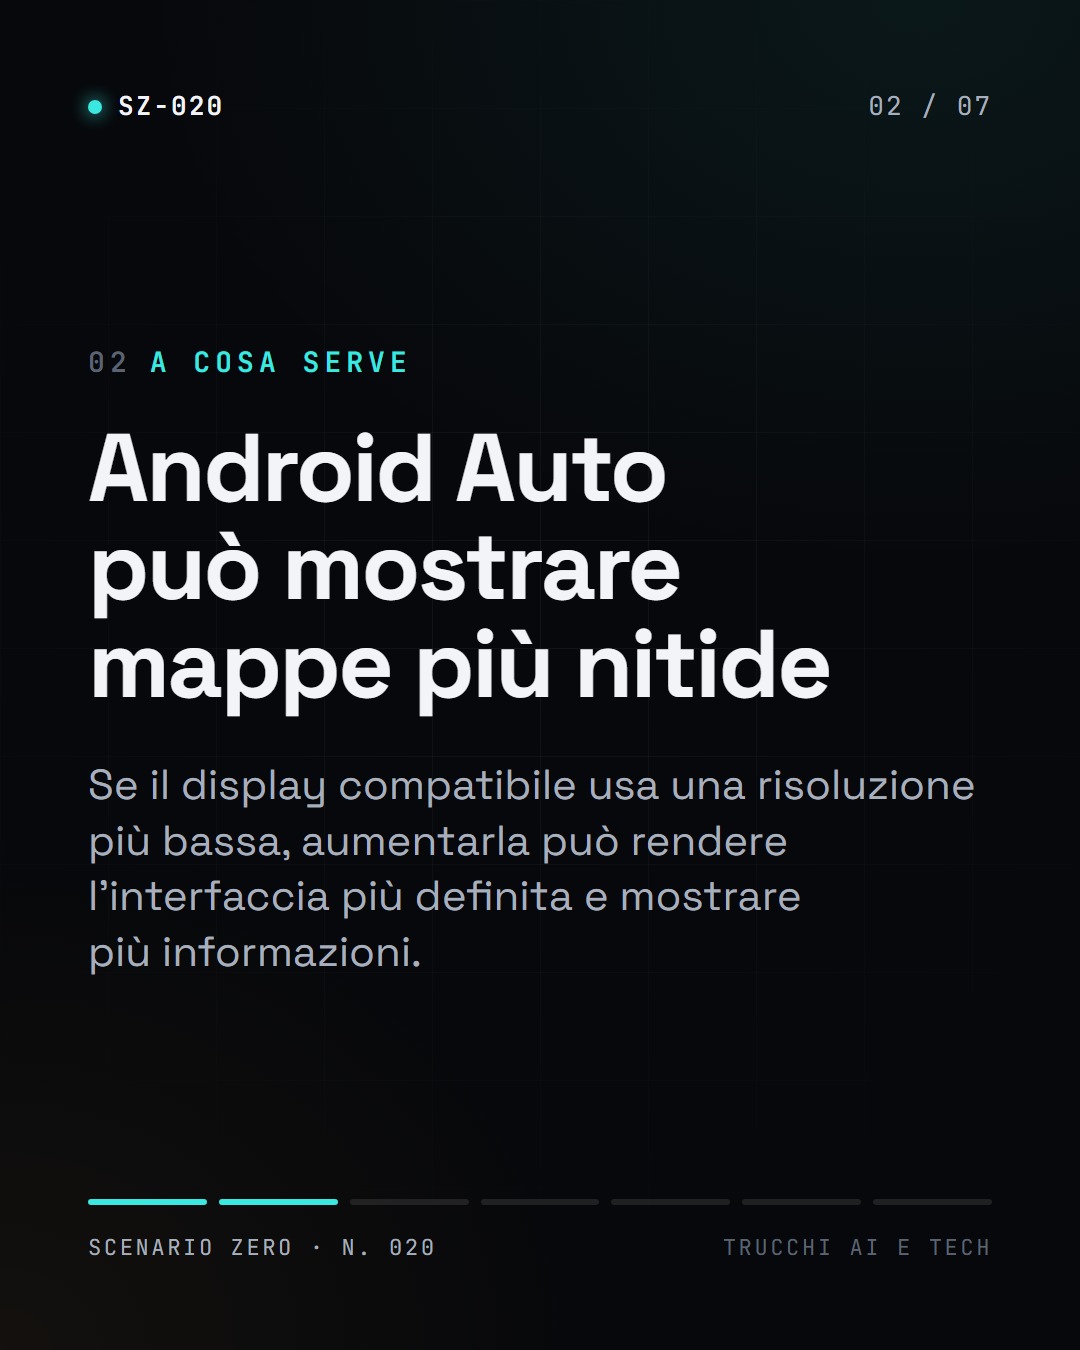 SZ-020
02 / 07
02 A COSA SERVE
Android Auto
può mostrare
mappe più nitide
Se il display compatibile usa una risoluzione
più bassa, aumentarla può rendere
l’interfaccia più definita e mostrare
più informazioni.
SCENARIO ZERO · N. 020
TRUCCHI AI E TECH